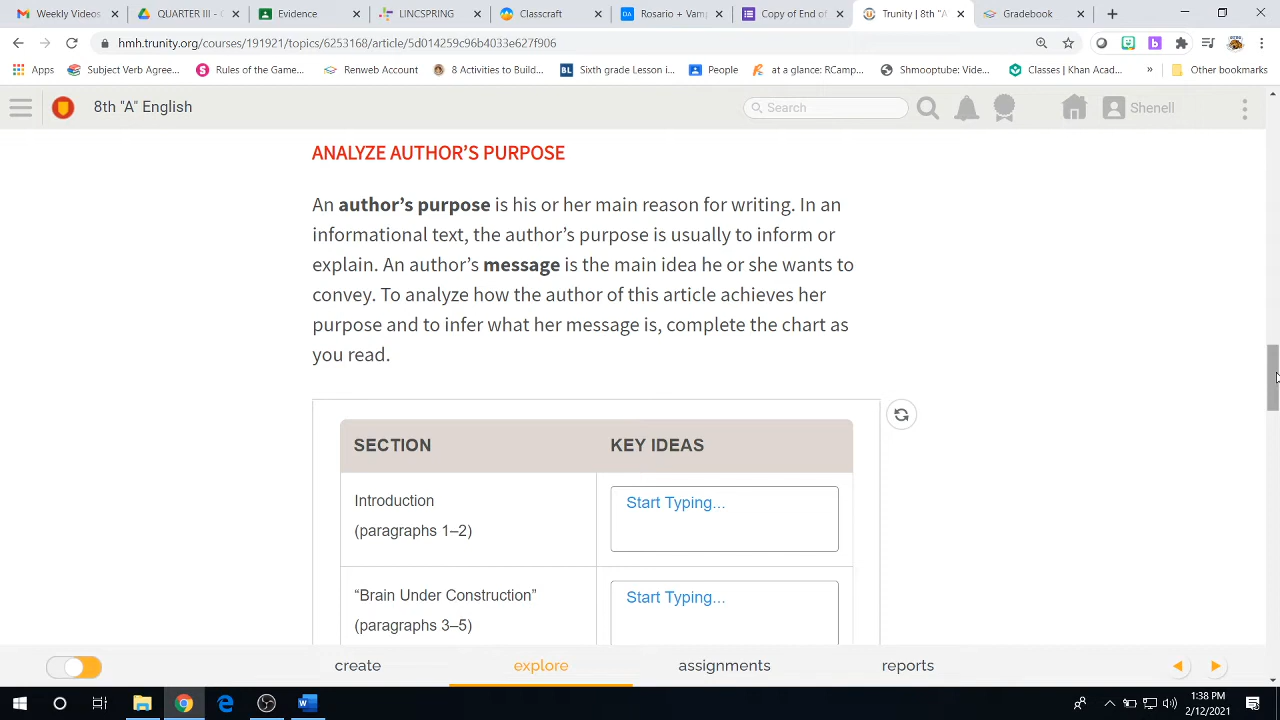 Weekly Videos
QUARTER III - C
Evidence
LINCSPRING
Classcraft
Rosario + Vam
Copy of End of
Trunity | 8th "A"
Gradebook
hmh.trunity.org/courses/191921/topics/6253168/article/5d0c4259c96b4033e627f906
Apps
Subject Verb Agree...
Rules of the Game...
Renweb Account
8 Activities to Build...
Sixth grade Lesson i...
People
at a glance: RCamp...
Shmooptube: Vide...
Classes | Khan Acad...
»
Other bookmarks
8th "A" English
Search
Shenell
ANALYZE AUTHOR'S PURPOSE
An author's purpose is his or her main reason for writing. In an
informational text, the author's purpose is usually to inform or
explain. An author's message is the main idea he or she wants to
convey. To analyze how the author of this article achieves her
purpose and to infer what her message is, complete the chart as
you read.
SECTION
KEY IDEAS
Introduction
(paragraphs 1–2)
Start Typing...
“Brain Under Construction”
(paragraphs 3–5)
Start Typing...
create
explore
assignments
reports
1:38 PM
2/12/2021